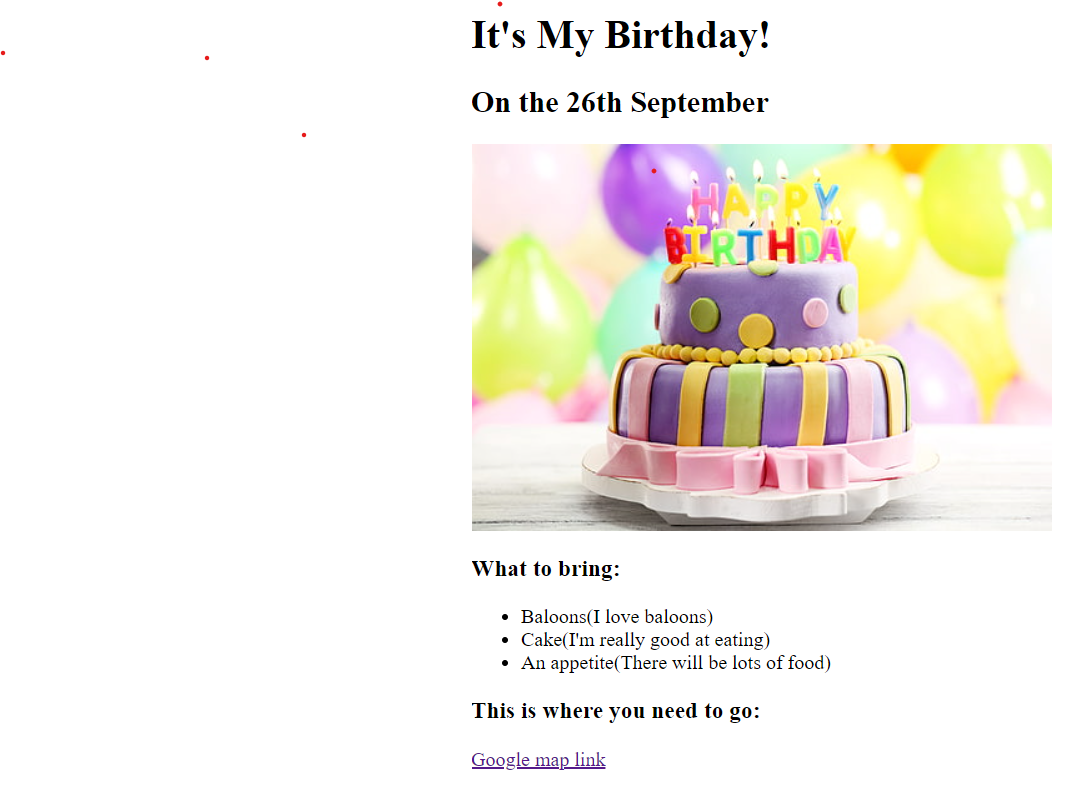 It's My Birthday!
On the 26th September
HAPPY
BIRTHDAY
What to bring:
Baloons(I love baloons)
Cake(I'm really good at eating)
An appetite(There will be lots of food)
This is where you need to go:
Google map link